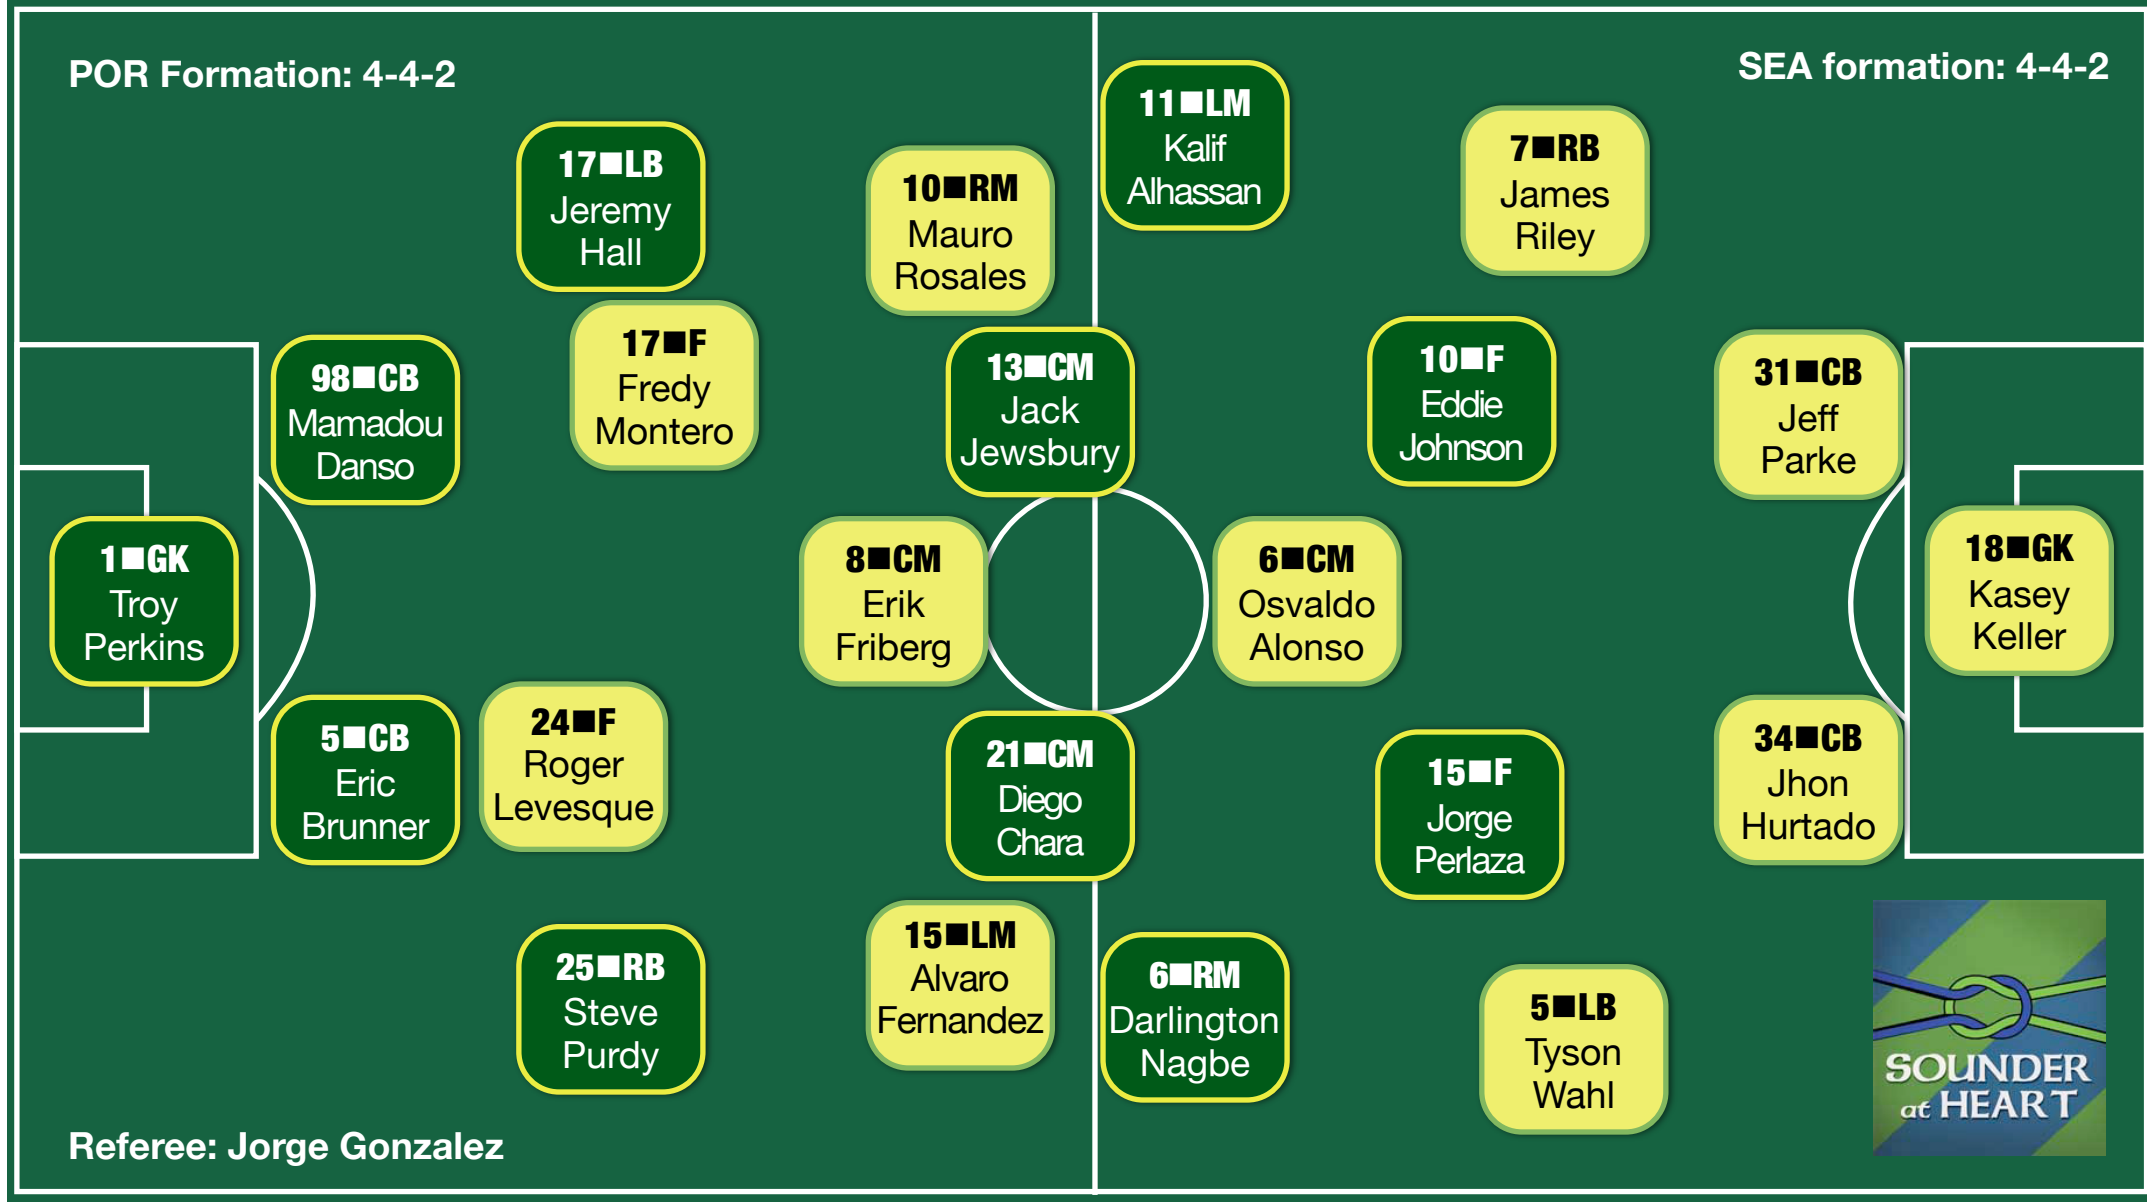 POR Formation: 4-4-2
SEA formation: 4-4-2
11■LM
Kalif
Alhassan
7■RB
James
Riley
17■LB
Jeremy
Hall
10■RM
Mauro
Rosales
17■F
Fredy
Montero
13■CM
Jack
Jewsbury
10■F
Eddie
Johnson
31■CB
Jeff
Parke
98■CB
Mamadou
Danso
1■GK
Troy
Perkins
8■CM
Erik
Friberg
6■CM
Osvaldo
Alonso
18■GK
Kasey
Keller
5■CB
Eric
Brunner
24■F
Roger
Levesque
21■CM
Diego
Chara
15■F
Jorge
Perlaza
34■CB
Jhon
Hurtado
25■RB
Steve
Purdy
15■LM
Alvaro
Fernandez
6■RM
Darlington
Nagbe
5■LB
Tyson
Wahl
SOUNDER
at HEART
Referee: Jorge Gonzalez